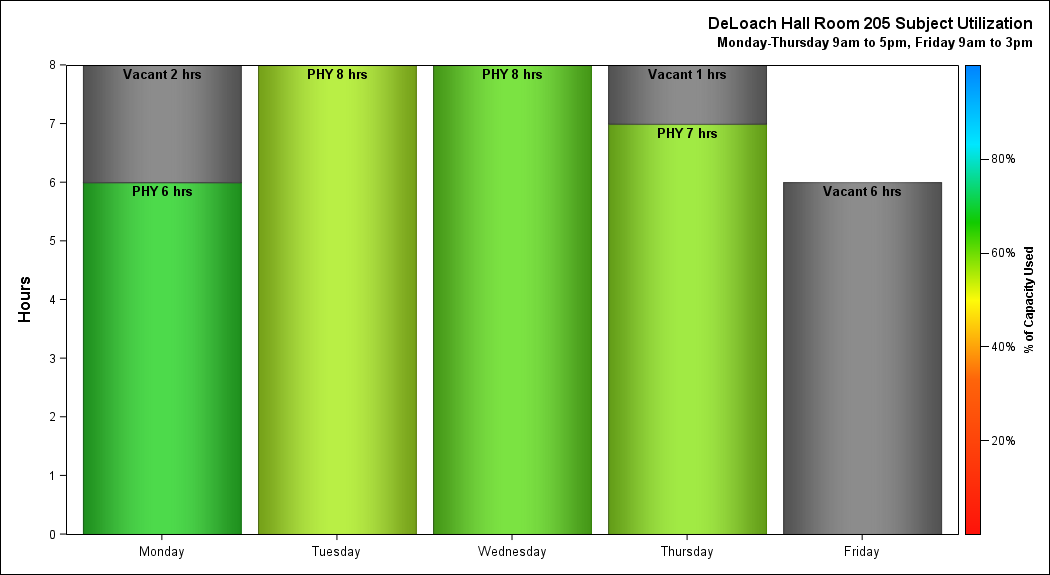 DeLoach Hall Room 205 Subject Utilization
Monday-Thursday 9am to 5pm, Friday 9am to 3pm
Hours
8
7
6
5
4
3
2
1
0
Vacant 2 hrs
PHY 6 hrs
PHY 8 hrs
PHY 8 hrs
Vacant 1 hrs
PHY 7 hrs
Vacant 6 hrs
Monday
Tuesday
Wednesday
Thursday
Friday
80%
60%
40%
20%
% of Capacity Used